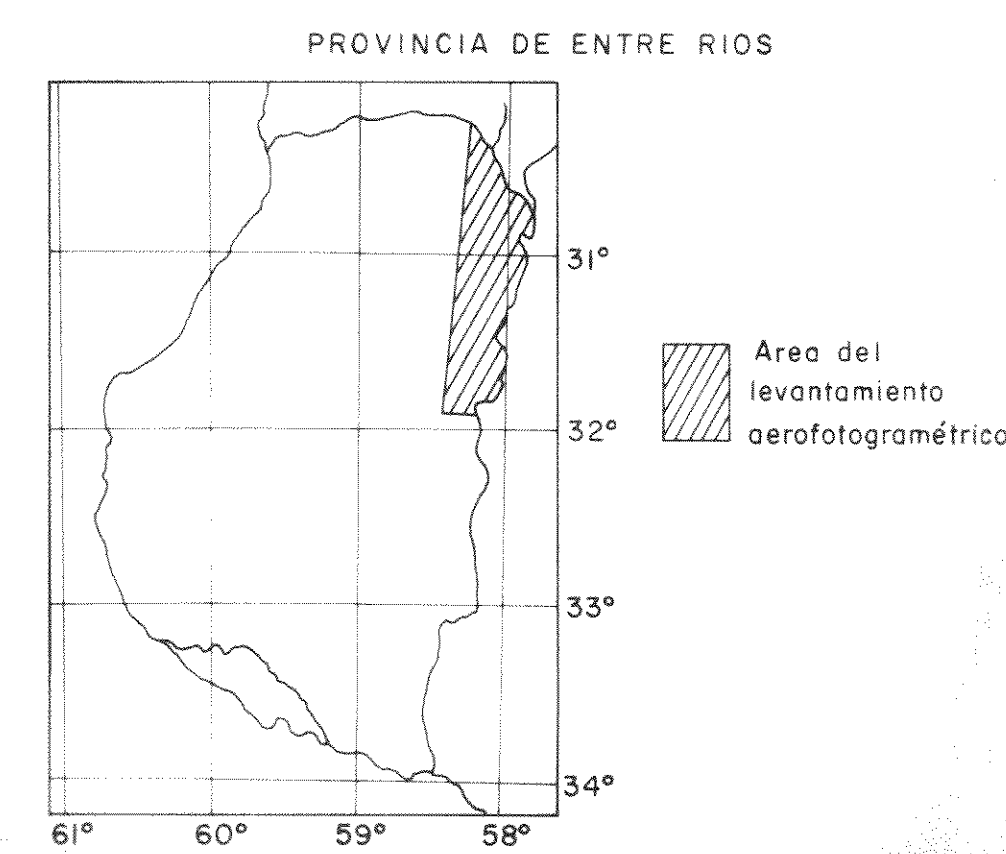 PROVINCIA DE ENTRE RIOS
31°
Area del
levantamiento
aerofotogramétrico
32°
33°
34°
61° 60° 59° 58°